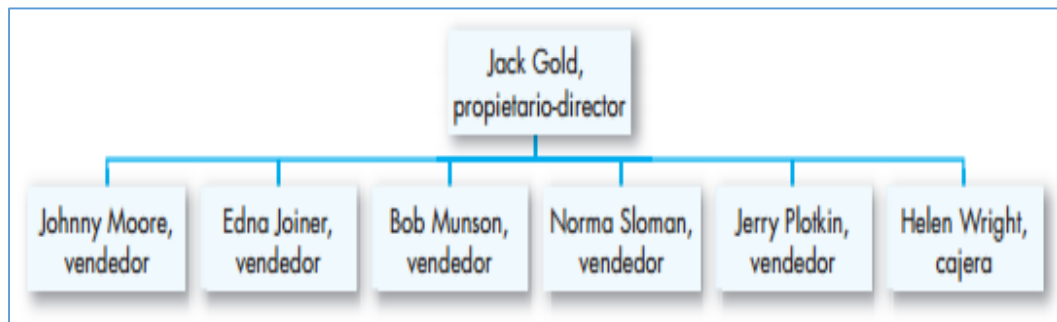 Jack Gold,
propietario-director
Johnny Moore,
vendedor
Edna Joiner,
vendedor
Bob Munson,
vendedor
Norma Sloman,
vendedor
Jerry Plotkin,
vendedor
Helen Wright,
cajera